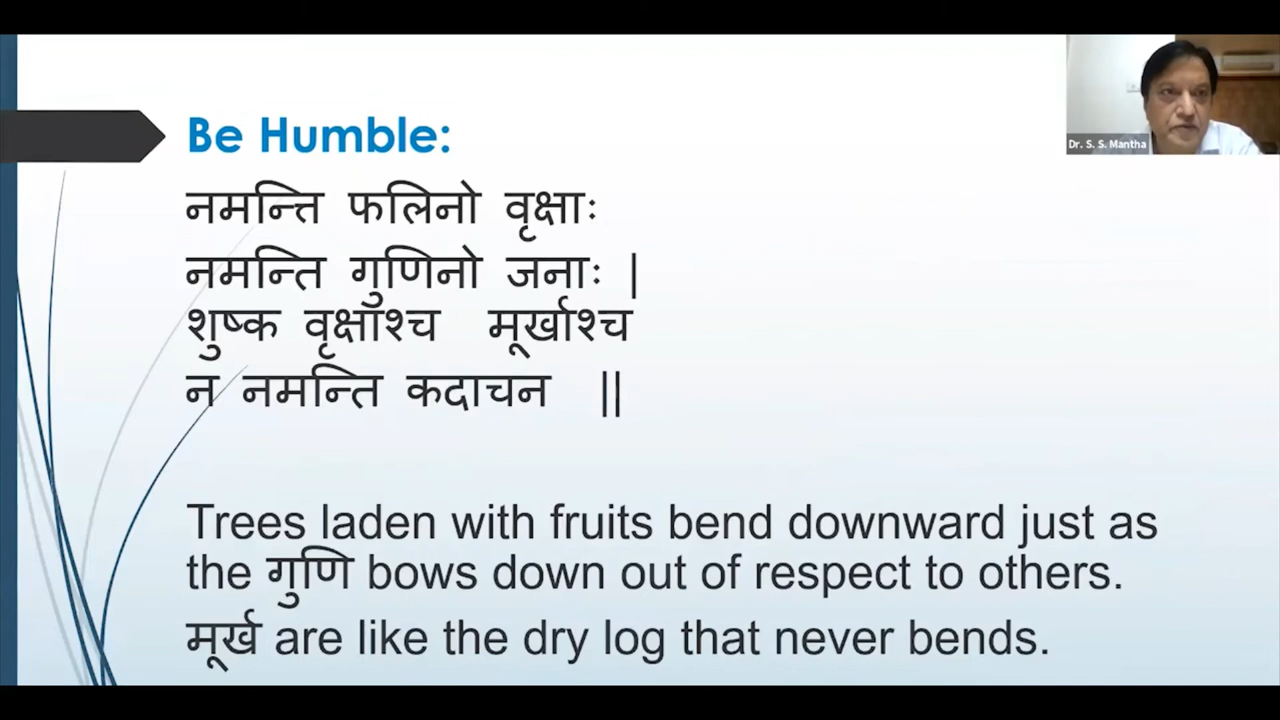 Be Humble:
नमन्ति फलिनो वृक्षाः
नमन्ति गुणिनो जनाः |
शुष्क वृक्षाश्च मूर्खाश्च
न नमन्ति कदाचन ||
Trees laden with fruits bend downward just as
the गुणि bows down out of respect to others.
मूर्ख are like the dry log that never bends.
Dr. S. S. Mantha